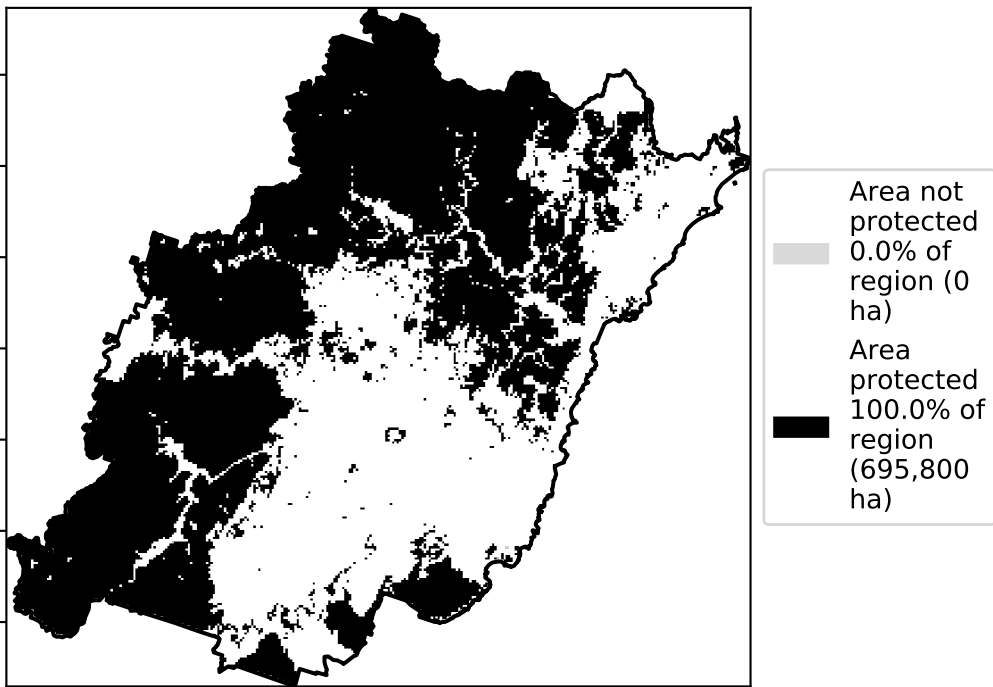 Area not
protected
0.0% of
region (0
ha)
Area
protected
100.0% of
region
(695,800
ha)